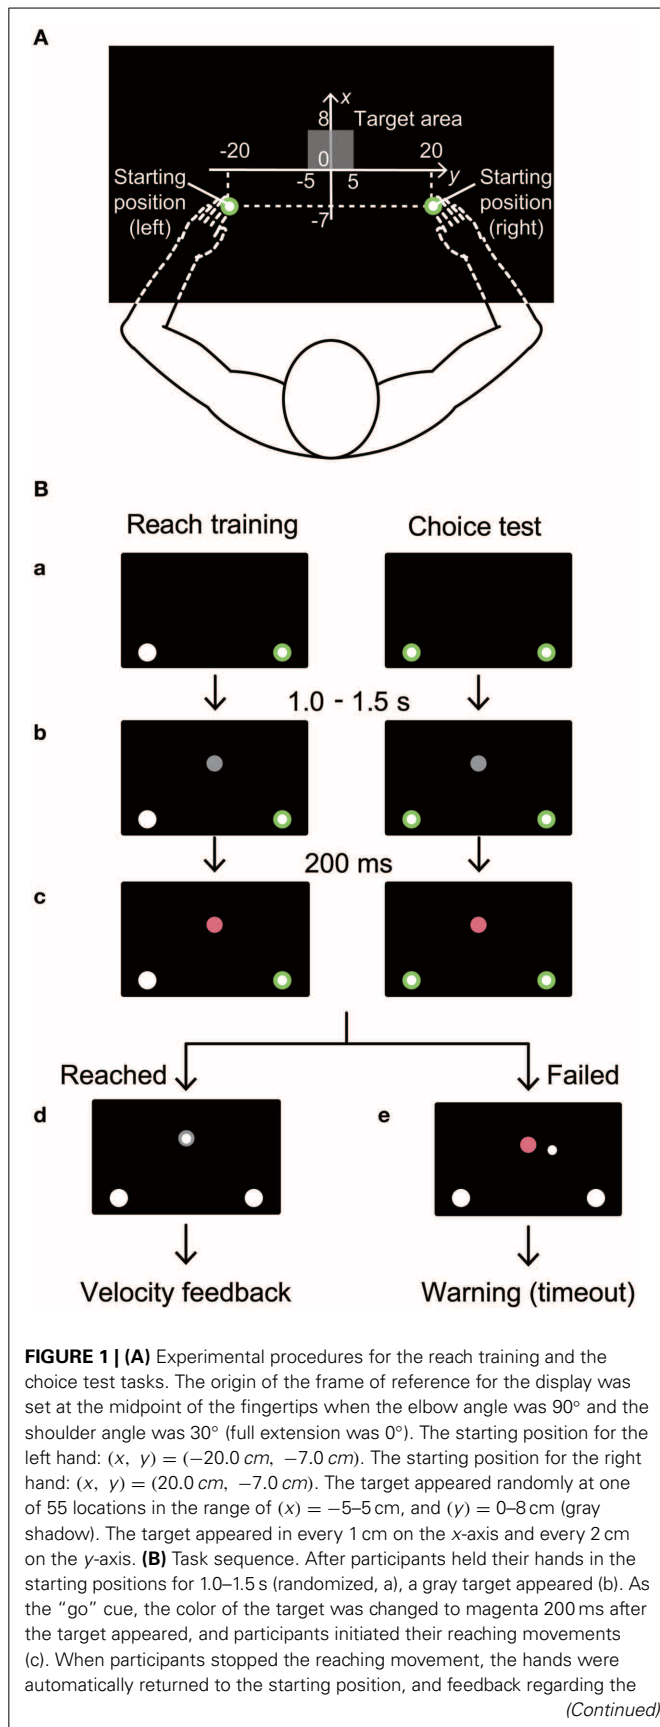 A
x
8
Target area
-20
0
20
y
-5
5
Starting
position
(left)
Starting
position
(right)
-7
B
Reach training
Choice test
a
1.0 - 1.5 s
b
200 ms
c
Reached
Failed
d
e
Velocity feedback
Warning (timeout)
FIGURE 1 | (A) Experimental procedures for the reach training and the
choice test tasks. The origin of the frame of reference for the display was
set at the midpoint of the fingertips when the elbow angle was 90° and the
shoulder angle was 30° (full extension was 0°). The starting position for the
left hand: (x, y) = (−20.0 cm, −7.0 cm). The starting position for the right
hand: (x, y) = (20.0 cm, −7.0 cm). The target appeared randomly at one
of 55 locations in the range of (x) = −5–5 cm, and (y) = 0–8 cm (gray
shadow). The target appeared in every 1 cm on the x-axis and every 2 cm
on the y-axis. (B) Task sequence. After participants held their hands in the
starting positions for 1.0–1.5 s (randomized, a), a gray target appeared (b). As
the “go” cue, the color of the target was changed to magenta 200 ms after
the target appeared, and participants initiated their reaching movements
(c). When participants stopped the reaching movement, the hands were
automatically returned to the starting position, and feedback regarding the
(Continued)